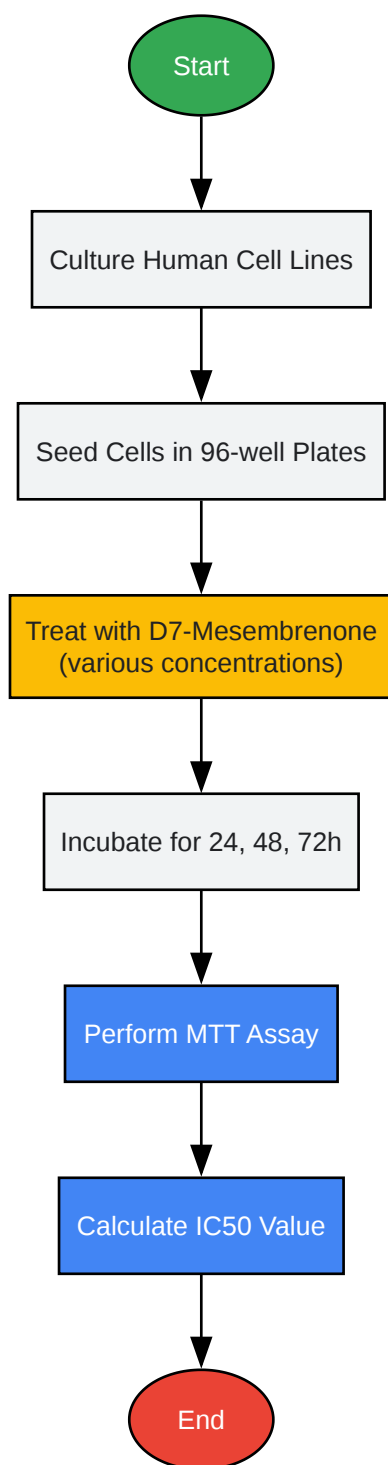 Start
Culture Human Cell Lines
Seed Cells in 96-well Plates
Treat with D7-Mesembrenone
(various concentrations)
Incubate for 24, 48, 72h
Perform MTT Assay
Calculate IC50 Value
End